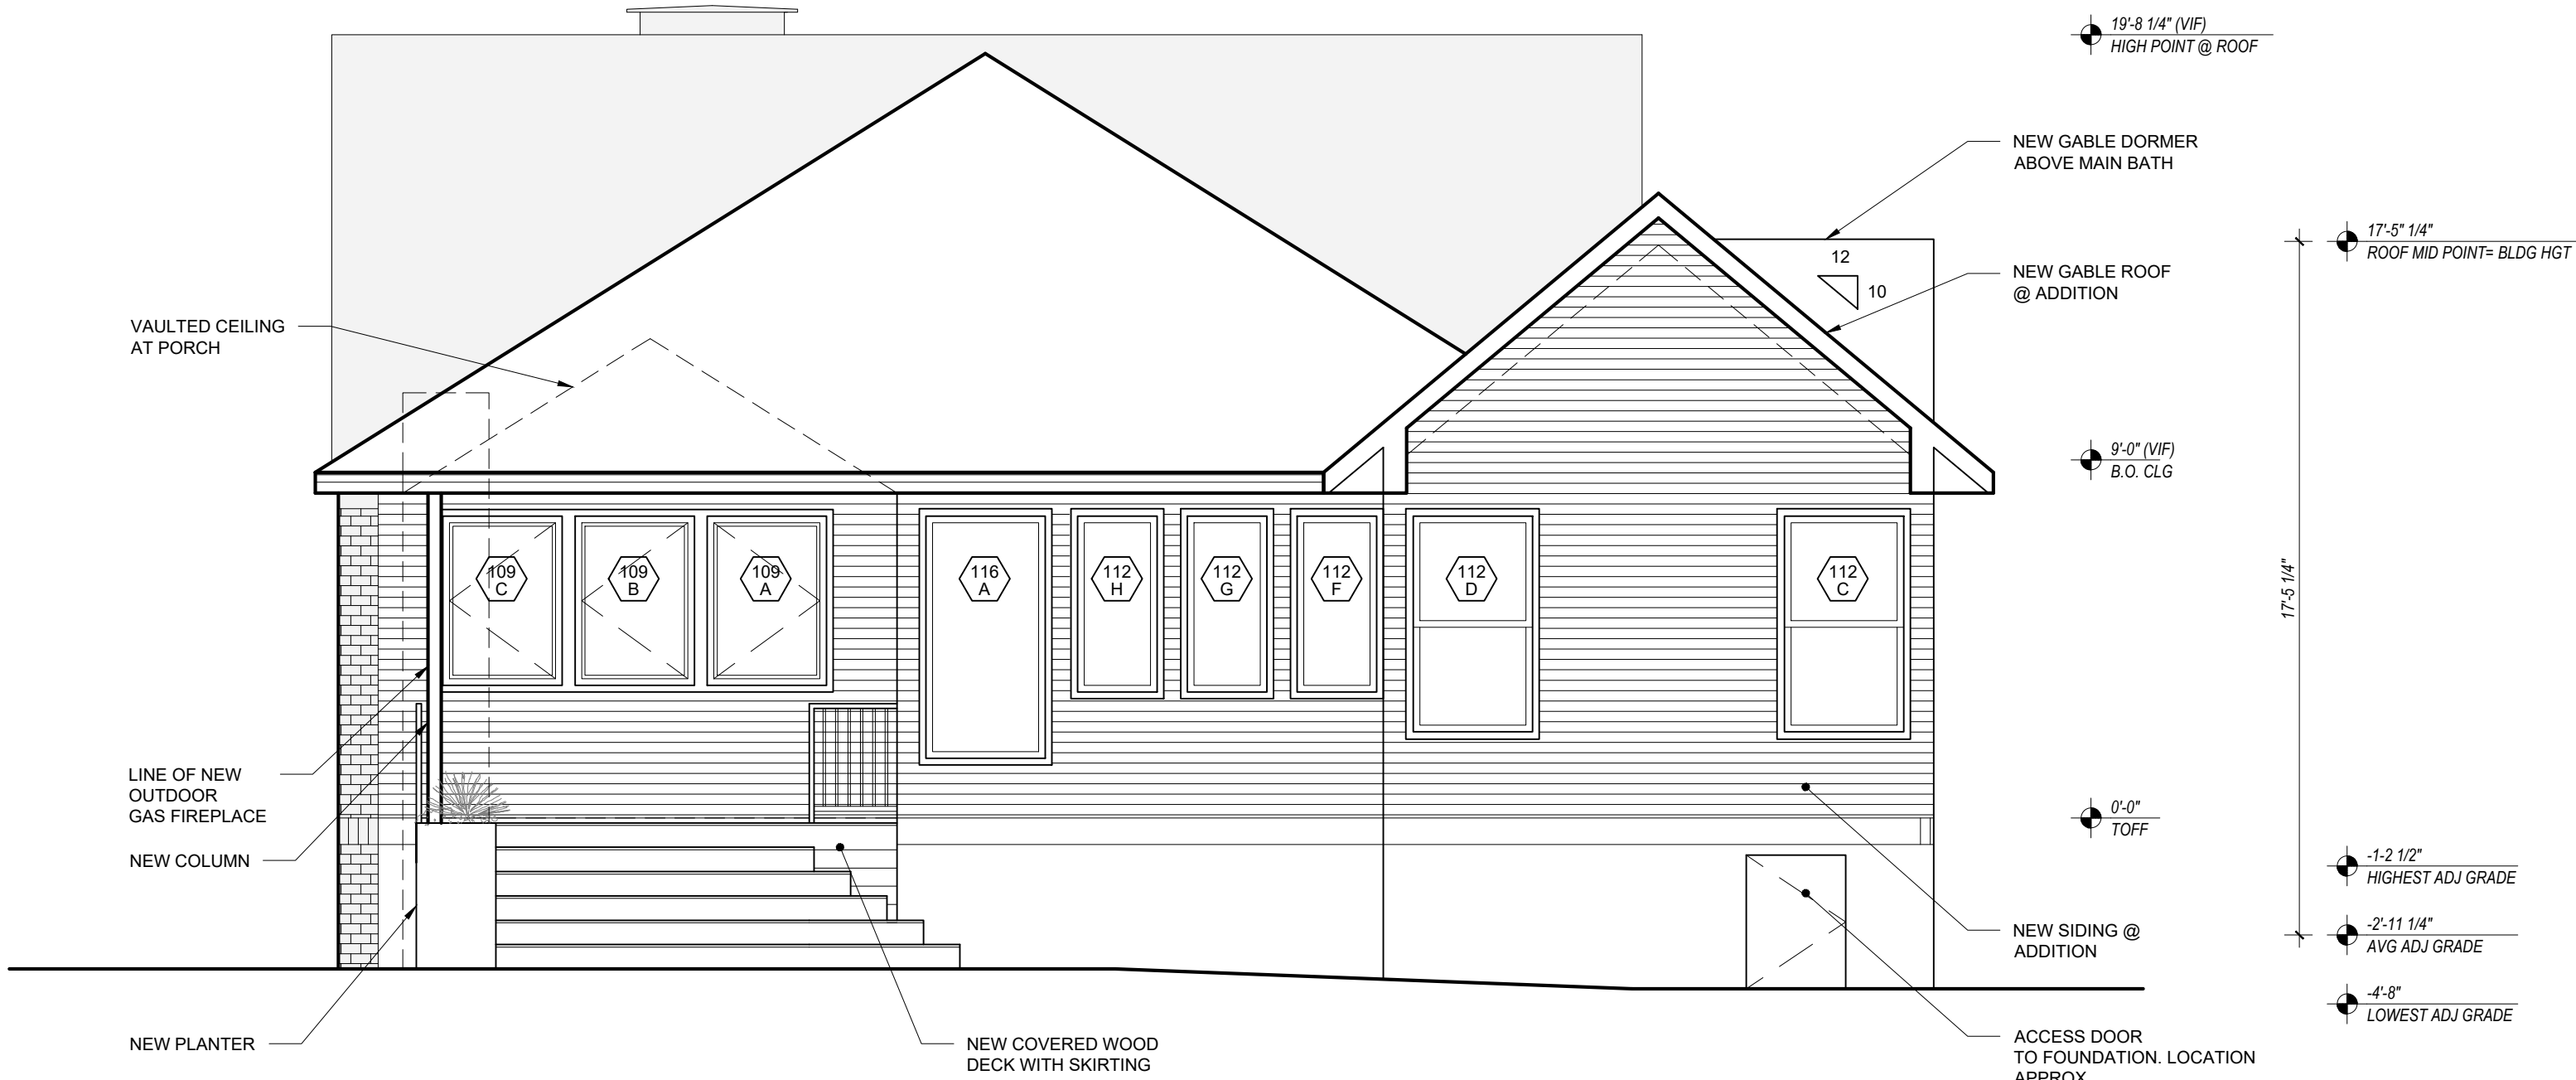 19'-8 1/4" (VIF)
HIGH POINT @ ROOF
NEW GABLE DORMER
ABOVE MAIN BATH
17'-5" 1/4"
ROOF MID POINT= BLDG HGT
12
10
NEW GABLE ROOF
@ ADDITION
VAULTED CEILING
AT PORCH
9'-0" (VIF)
B.O. CLG
109
C
109
B
109
A
116
A
112
H
112
G
112
F
112
D
112
C
17'-5 1/4"
LINE OF NEW
OUTDOOR
GAS FIREPLACE
0'-0"
TOFF
NEW COLUMN
-1-2 1/2"
HIGHEST ADJ GRADE
NEW SIDING @
ADDITION
-2'-11 1/4"
AVG ADJ GRADE
-4'-8"
LOWEST ADJ GRADE
NEW PLANTER
NEW COVERED WOOD
DECK WITH SKIRTING
ACCESS DOOR
TO FOUNDATION. LOCATION
APPROX